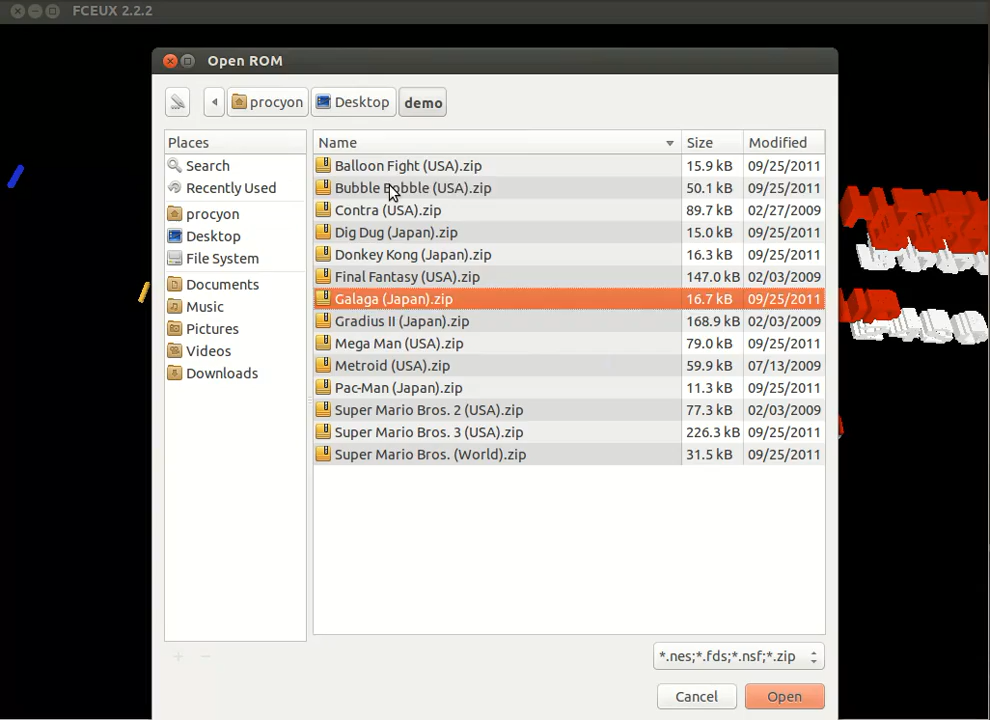 FCEUX 2.2.2
Open ROM
procyon Desktop demo
Places
Search
Recently Used
procyon
Desktop
File System
Documents
Music
Pictures
Videos
Downloads
Name Size Modified
Balloon Fight (USA).zip 15.9 kB 09/25/2011
Bubble Bobble (USA).zip 50.1 kB 09/25/2011
Contra (USA).zip 89.7 kB 02/27/2009
Dig Dug (Japan).zip 15.0 kB 09/25/2011
Donkey Kong (Japan).zip 16.3 kB 09/25/2011
Final Fantasy (USA).zip 147.0 kB 02/03/2009
Galaga (Japan).zip 16.7 kB 09/25/2011
Gradius II (Japan).zip 168.9 kB 02/03/2009
Mega Man (USA).zip 79.0 kB 09/25/2011
Metroid (USA).zip 59.9 kB 07/13/2009
Pac-Man (Japan).zip 11.3 kB 09/25/2011
Super Mario Bros. 2 (USA).zip 77.3 kB 02/03/2009
Super Mario Bros. 3 (USA).zip 226.3 kB 09/25/2011
Super Mario Bros. (World).zip 31.5 kB 09/25/2011
*.nes;*.fds;*.nsf;*.zip
Cancel Open